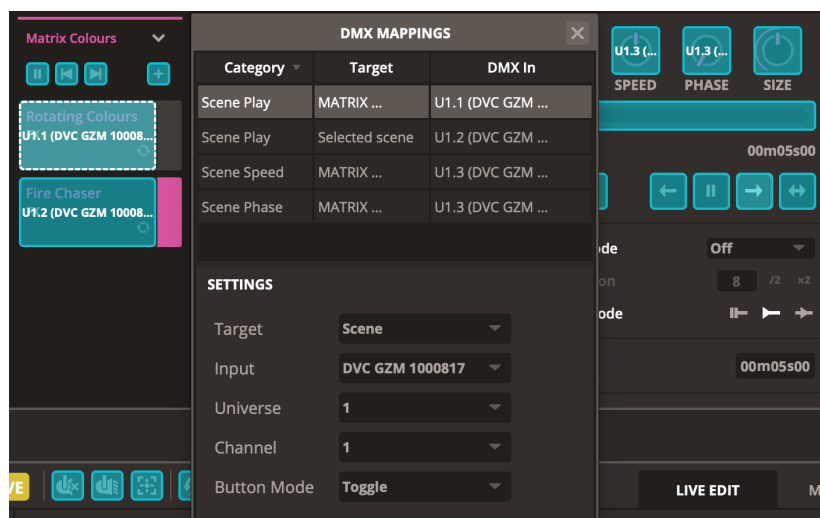 Matrix Colours
Rotating Colours
U1.1 (DVC GZM 10008...
Fire Chaser
U1.2 (DVC GZM 10008...
DMX MAPPINGS
Category Target DMX In
Scene Play MATRIX ... U1.1 (DVC GZM ...
Scene Play Selected scene U1.2 (DVC GZM ...
Scene Speed MATRIX ... U1.3 (DVC GZM ...
Scene Phase MATRIX ... U1.3 (DVC GZM ...
SETTINGS
Target Scene
Input DVC GZM 1000817
Universe 1
Channel 1
Button Mode Toggle
U1.3 (... U1.3 (...
SPEED PHASE SIZE
00m05s00
ode Off
on 8 /2 ×2
ode
00m05s00
VE
LIVE EDIT M